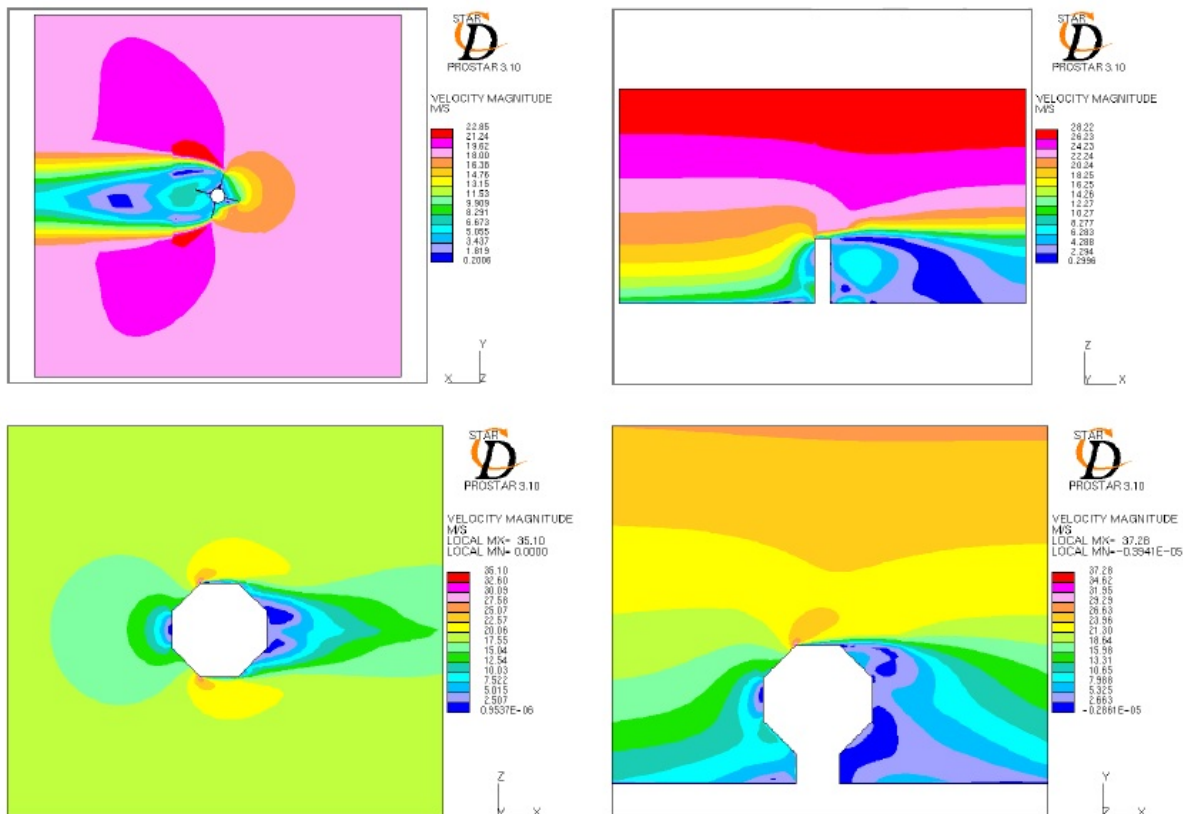 STAR
CD
PROSTAR 3.10
VELOCITY MAGNITUDE
M/S
22.85
21.24
19.62
18.00
16.38
14.76
13.15
11.53
9.909
8.291
6.673
5.055
3.437
1.819
0.2006
Y
X Z
STAR
CD
PROSTAR 3.10
VELOCITY MAGNITUDE
M/S
28.22
26.23
24.23
22.24
20.24
18.25
16.25
14.26
12.27
10.27
8.277
6.283
4.288
2.294
0.2996
Z
Y X
STAR
CD
PROSTAR 3.10
VELOCITY MAGNITUDE
M/S
LOCAL MX= 35.10
LOCAL MN= 0.0000
35.10
32.60
30.09
27.58
25.07
22.57
20.06
17.55
15.04
12.54
10.03
7.522
5.015
2.507
0.9537E-06
Z
Y X
STAR
CD
PROSTAR 3.10
VELOCITY MAGNITUDE
M/S
LOCAL MX= 37.28
LOCAL MN=-0.3941E-05
37.28
34.62
31.95
29.29
26.63
23.96
21.30
18.64
15.98
13.31
10.65
7.988
5.325
2.663
-0.2861E-05
Y
Z X